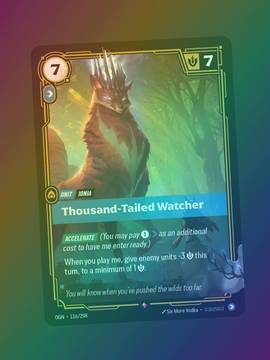 7
7
UNIT IONIA
Thousand-Tailed Watcher
ACCELERATE (You may pay 1 as an additional
cost to have me enter ready.)
When you play me, give enemy units -3 this
turn, to a minimum of 1.
You will know when you've pushed the wilds too far.
OGN • 116/298 Six More Vodka